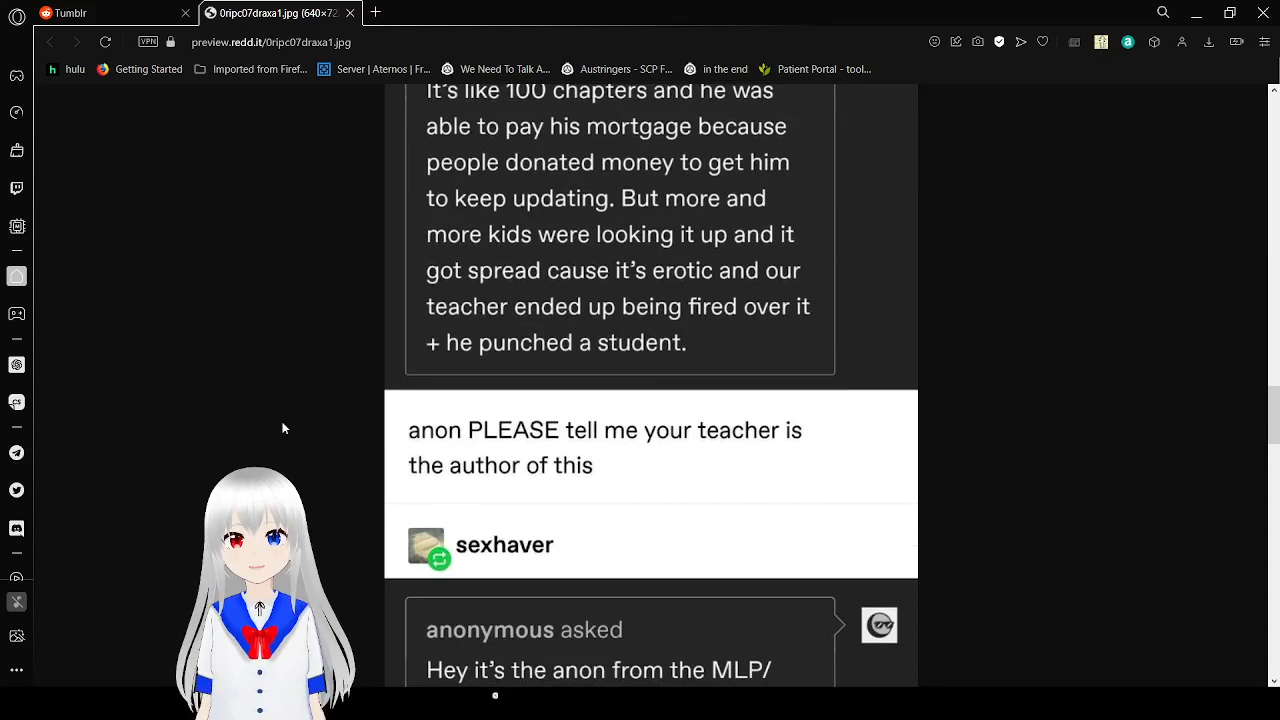 Tumblr
0ripc07draxa1.jpg (640×72
VPN
preview.redd.it/0ripc07draxa1.jpg
hulu
Getting Started
Imported from Firef...
Server | Aternos | Fr...
We Need To Talk A...
Austringers - SCP F...
in the end
Patient Portal - tool...
It's like 100 chapters and he was
able to pay his mortgage because
people donated money to get him
to keep updating. But more and
more kids were looking it up and it
got spread cause it's erotic and our
teacher ended up being fired over it
+ he punched a student.
anon PLEASE tell me your teacher is
the author of this
sexhaver
anonymous asked
Hey it's the anon from the MLP/